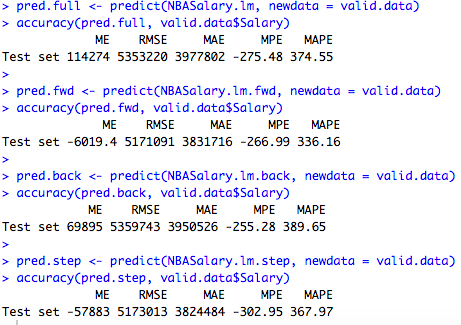 > pred.full <- predict(NBASalary.lm, newdata = valid.data)
> accuracy(pred.full, valid.data$Salary)
ME RMSE MAE MPE MAPE
Test set 114274 5353220 3977802 -275.48 374.55
>
> pred.fwd <- predict(NBASalary.lm.fwd, newdata = valid.data)
> accuracy(pred.fwd, valid.data$Salary)
ME RMSE MAE MPE MAPE
Test set -6019.4 5171091 3831716 -266.99 336.16
>
> pred.back <- predict(NBASalary.lm.back, newdata = valid.data)
> accuracy(pred.back, valid.data$Salary)
ME RMSE MAE MPE MAPE
Test set 69895 5359743 3950526 -255.28 389.65
>
> pred.step <- predict(NBASalary.lm.step, newdata = valid.data)
> accuracy(pred.step, valid.data$Salary)
ME RMSE MAE MPE MAPE
Test set -57883 5173013 3824484 -302.95 367.97